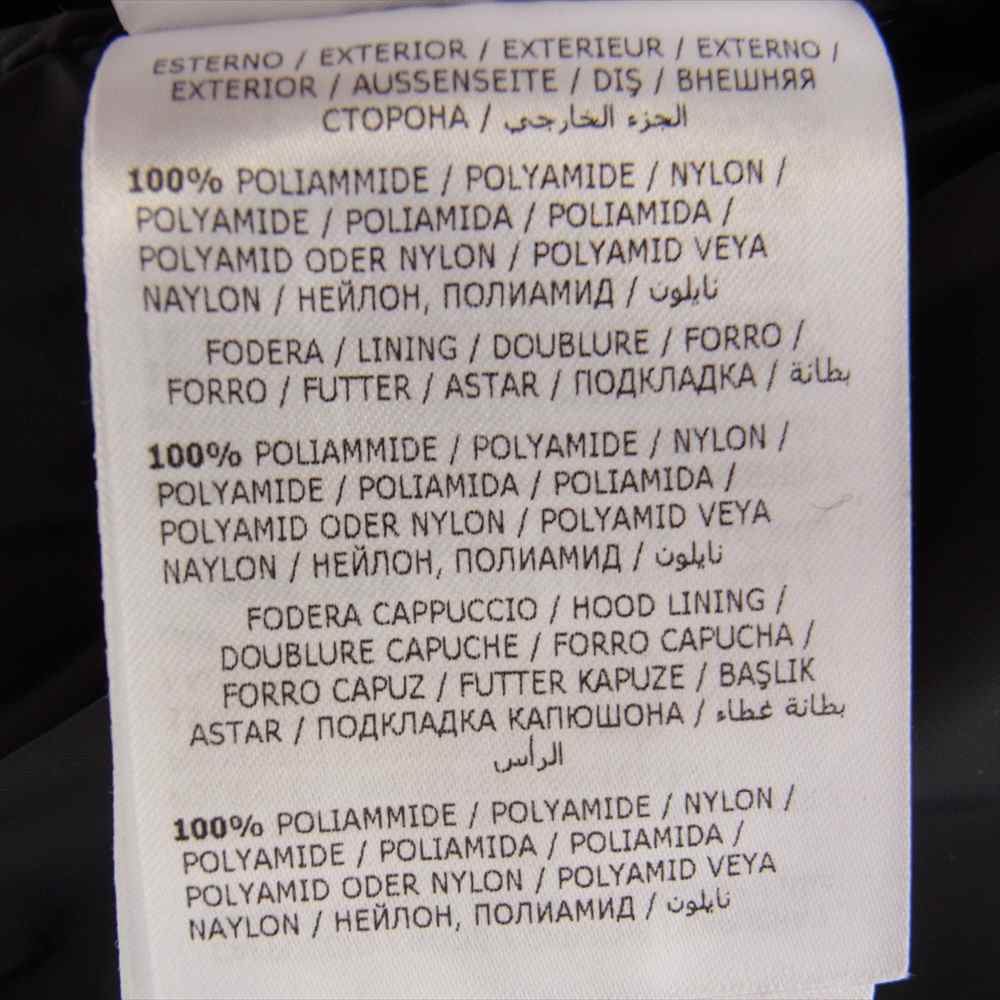 ESTERNO / EXTERIOR / EXTERIEUR / EXTERNO /
EXTERIOR / AUSSENSEITE / DIŞ / ВНЕШНЯЯ
СТОРОНА / الجزء الخارجي
100% POLIAMMIDE / POLYAMIDE / NYLON /
POLYAMIDE / POLIAMIDA / POLIAMIDA /
POLYAMID ODER NYLON / POLYAMID VEYA
NAYLON / НЕЙЛОН, ПОЛИАМИД / نايلون
FODERA / LINING / DOUBLURE / FORRO /
FORRO / FUTTER / ASTAR / ПОДКЛАДКА / بطانة
100% POLIAMMIDE / POLYAMIDE / NYLON /
POLYAMIDE / POLIAMIDA / POLIAMIDA /
POLYAMID ODER NYLON / POLYAMID VEYA
NAYLON / НЕЙЛОН, ПОЛИАМИД / نايلون
FODERA CAPPUCCIO / HOOD LINING /
DOUBLURE CAPUCHE / FORRO CAPUCHA /
FORRO CAPUZ / FUTTER KAPUZE / BAŞLIK
ASTAR / ПОДКЛАДКА КАПЮШОНА / بطانة غطاء
الرأس
100% POLIAMMIDE / POLYAMIDE / NYLON /
POLYAMIDE / POLIAMIDA / POLIAMIDA /
POLYAMID ODER NYLON / POLYAMID VEYA
NAYLON / НЕЙЛОН, ПОЛИАМИД / نايلون